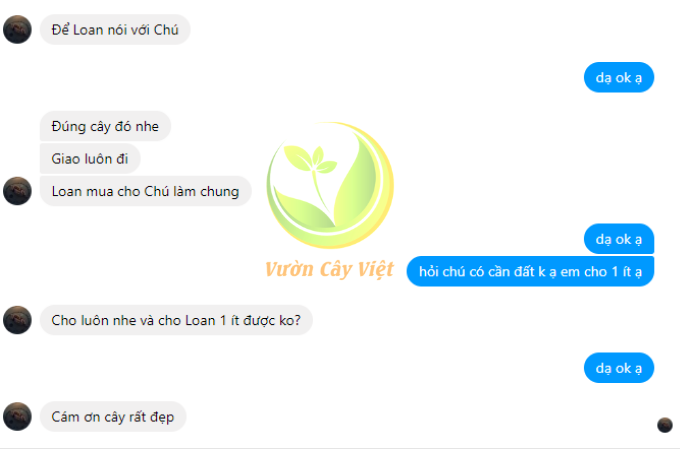 Để Loan nói với Chú
dạ ok ạ
Đúng cây đó nhe
Giao luôn đi
Loan mua cho Chú làm chung
dạ ok ạ
Vườn Cây Việt
hỏi chú có cần đất k ạ em cho 1 ít ạ
Cho luôn nhe và cho Loan 1 ít được ko?
dạ ok ạ
Cám ơn cây rất đẹp